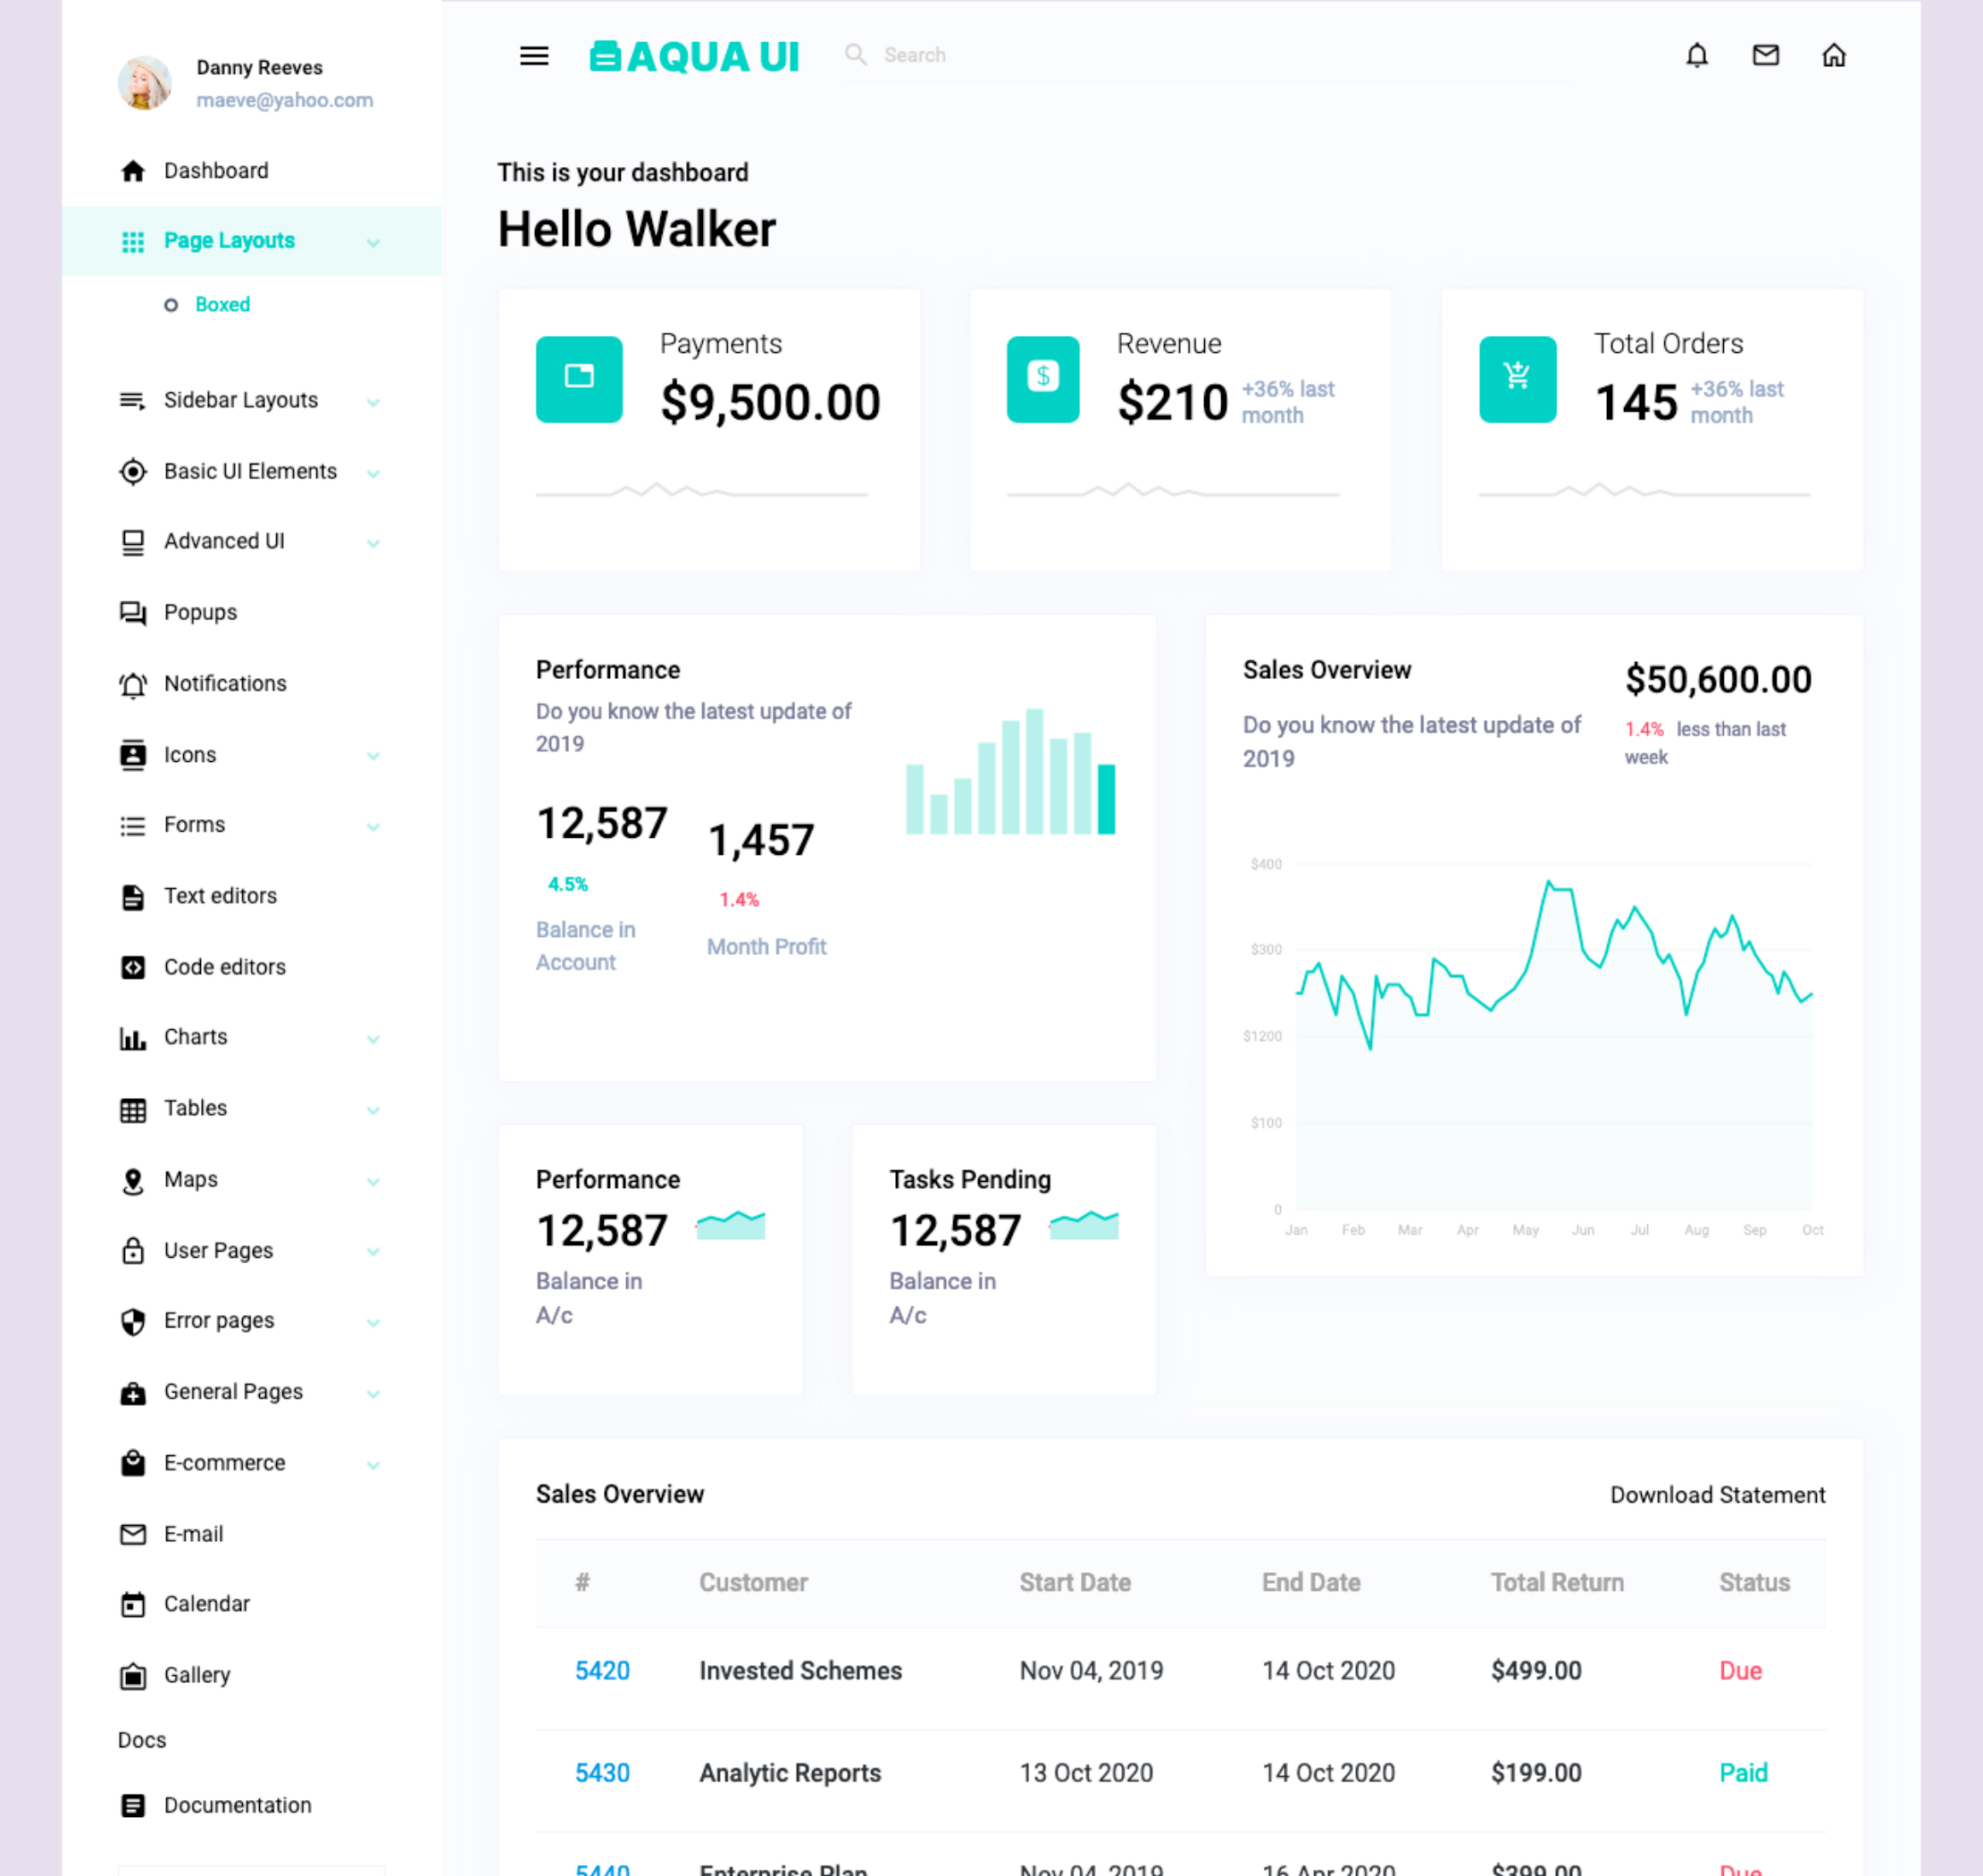 Danny Reeves
maeve@yahoo.com
Dashboard
Page Layouts
Boxed
Sidebar Layouts
Basic UI Elements
Advanced UI
Popups
Notifications
Icons
Forms
Text editors
Code editors
Charts
Tables
Maps
User Pages
Error pages
General Pages
E-commerce
E-mail
Calendar
Gallery
Docs
Documentation
AQUA UI
Search
This is your dashboard
Hello Walker
Payments
$9,500.00
Revenue
$210 +36% last
month
Total Orders
145 +36% last
month
Performance
Do you know the latest update of
2019
12,587
4.5%
Balance in
Account
1,457
1.4%
Month Profit
Sales Overview
Do you know the latest update of
2019
$50,600.00
1.4% less than last
week
$400
$300
$1200
$100
0
Jan Feb Mar Apr May Jun Jul Aug Sep Oct
Performance
12,587
Balance in
A/c
Tasks Pending
12,587
Balance in
A/c
Sales Overview
Download Statement
# Customer Start Date End Date Total Return Status
5420 Invested Schemes Nov 04, 2019 14 Oct 2020 $499.00 Due
5430 Analytic Reports 13 Oct 2020 14 Oct 2020 $199.00 Paid
5440 Enterprise Plan Nov 04, 2019 16 Apr 2020 $399.00 Due